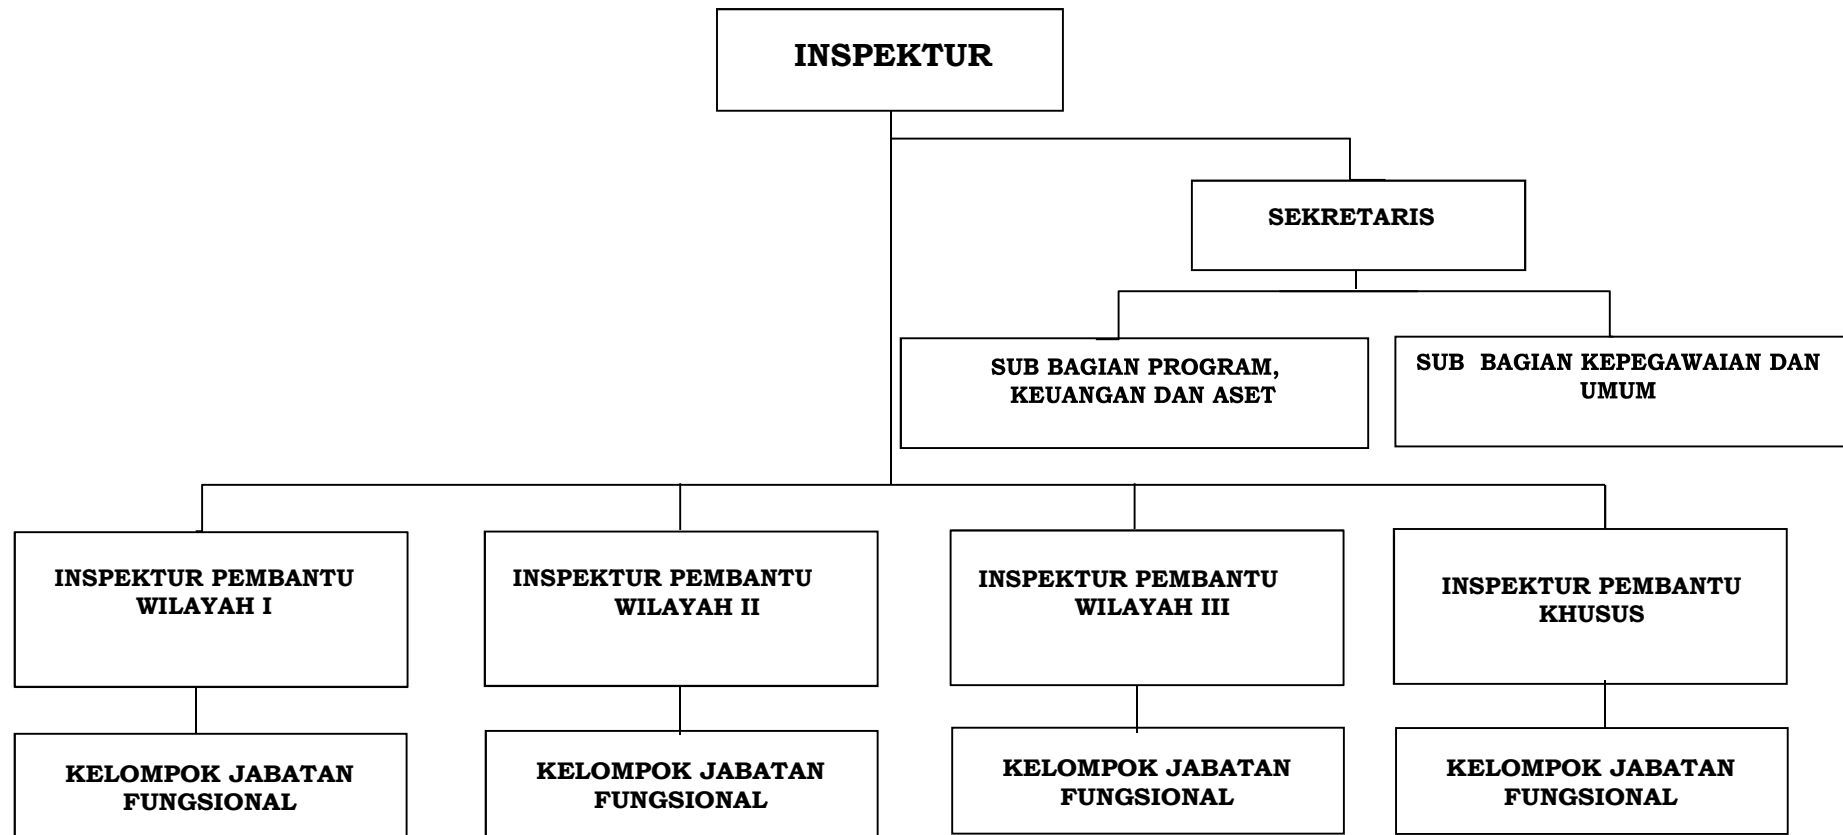 INSPEKTUR
SEKRETARIS
SUB BAGIAN PROGRAM,
KEUANGAN DAN ASET
SUB BAGIAN KEPEGAWAIAN DAN
UMUM
INSPEKTUR PEMBANTU
WILAYAH I
INSPEKTUR PEMBANTU
WILAYAH II
INSPEKTUR PEMBANTU
WILAYAH III
INSPEKTUR PEMBANTU
KHUSUS
KELOMPOK JABATAN
FUNGSIONAL
KELOMPOK JABATAN
FUNGSIONAL
KELOMPOK JABATAN
FUNGSIONAL
KELOMPOK JABATAN
FUNGSIONAL